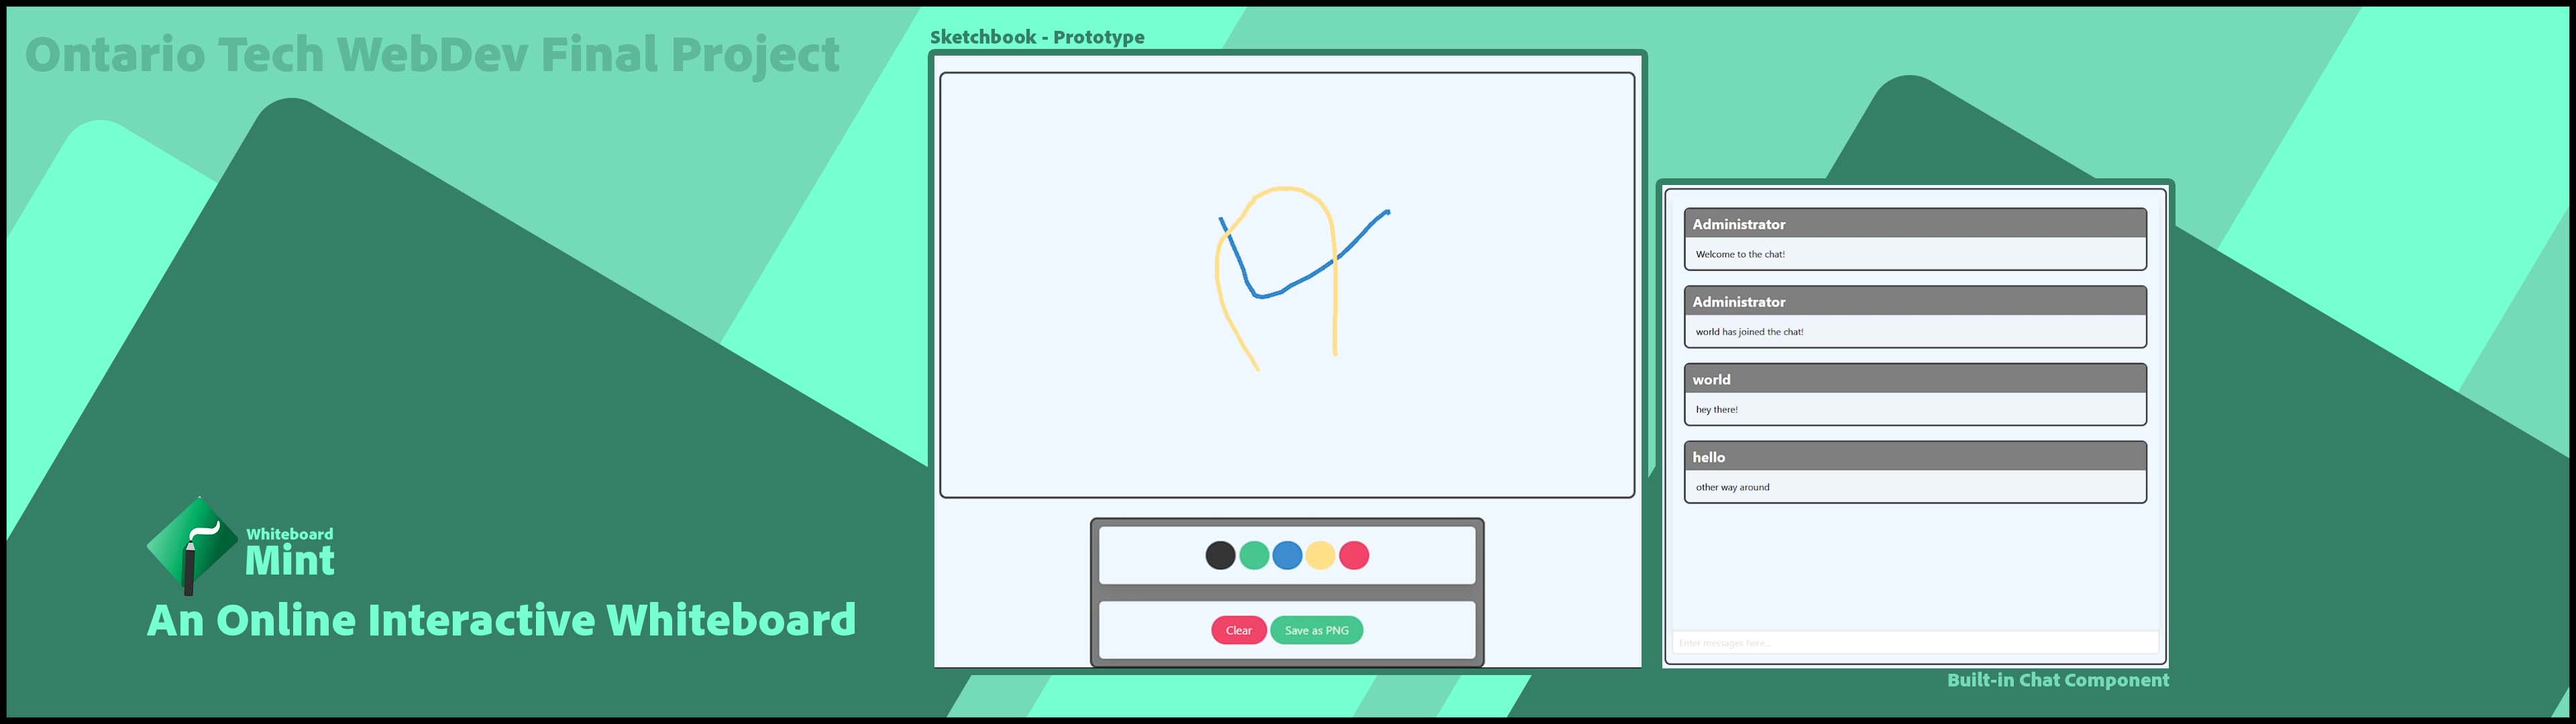 Ontario Tech WebDev Final Project
Whiteboard
Mint
An Online Interactive Whiteboard
Sketchbook - Prototype
Clear
Save as PNG
Administrator
Welcome to the chat!
Administrator
world has joined the chat!
world
hey there!
hello
other way around
Enter messages here...
Built-in Chat Component